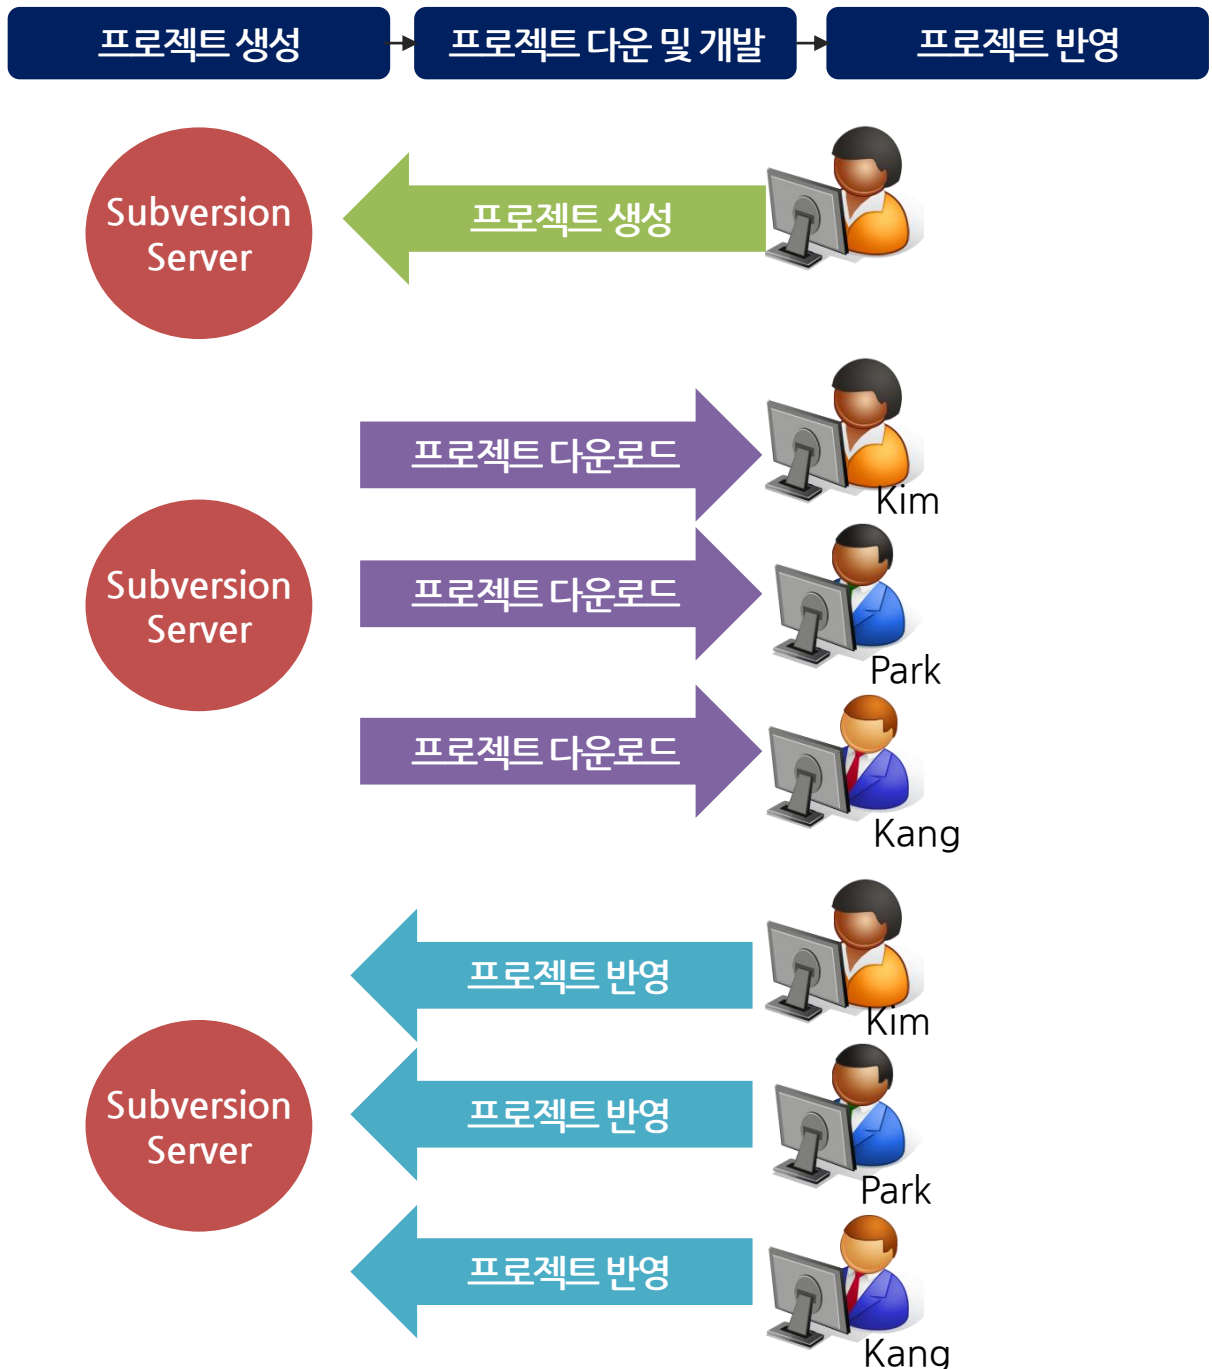 프로젝트 생성
프로젝트 다운 및 개발
프로젝트 반영
Subversion
Server
프로젝트 생성
Subversion
Server
프로젝트 다운로드
Kim
프로젝트 다운로드
Park
프로젝트 다운로드
Kang
Subversion
Server
프로젝트 반영
Kim
프로젝트 반영
Park
프로젝트 반영
Kang